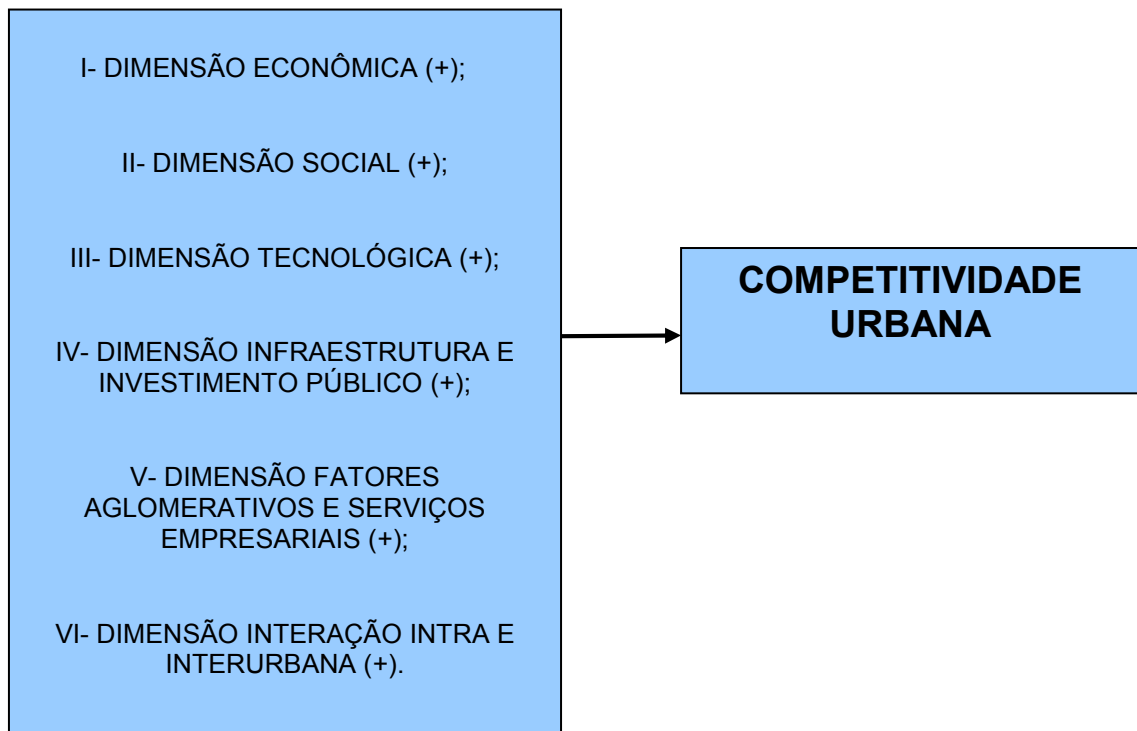 I- DIMENSÃO ECONÔMICA (+);
II- DIMENSÃO SOCIAL (+);
III- DIMENSÃO TECNOLÓGICA (+);
IV- DIMENSÃO INFRAESTRUTURA E
INVESTIMENTO PÚBLICO (+);
V- DIMENSÃO FATORES
AGLOMERATIVOS E SERVIÇOS
EMPRESARIAIS (+);
VI- DIMENSÃO INTERAÇÃO INTRA E
INTERURBANA (+).
COMPETITIVIDADE
URBANA